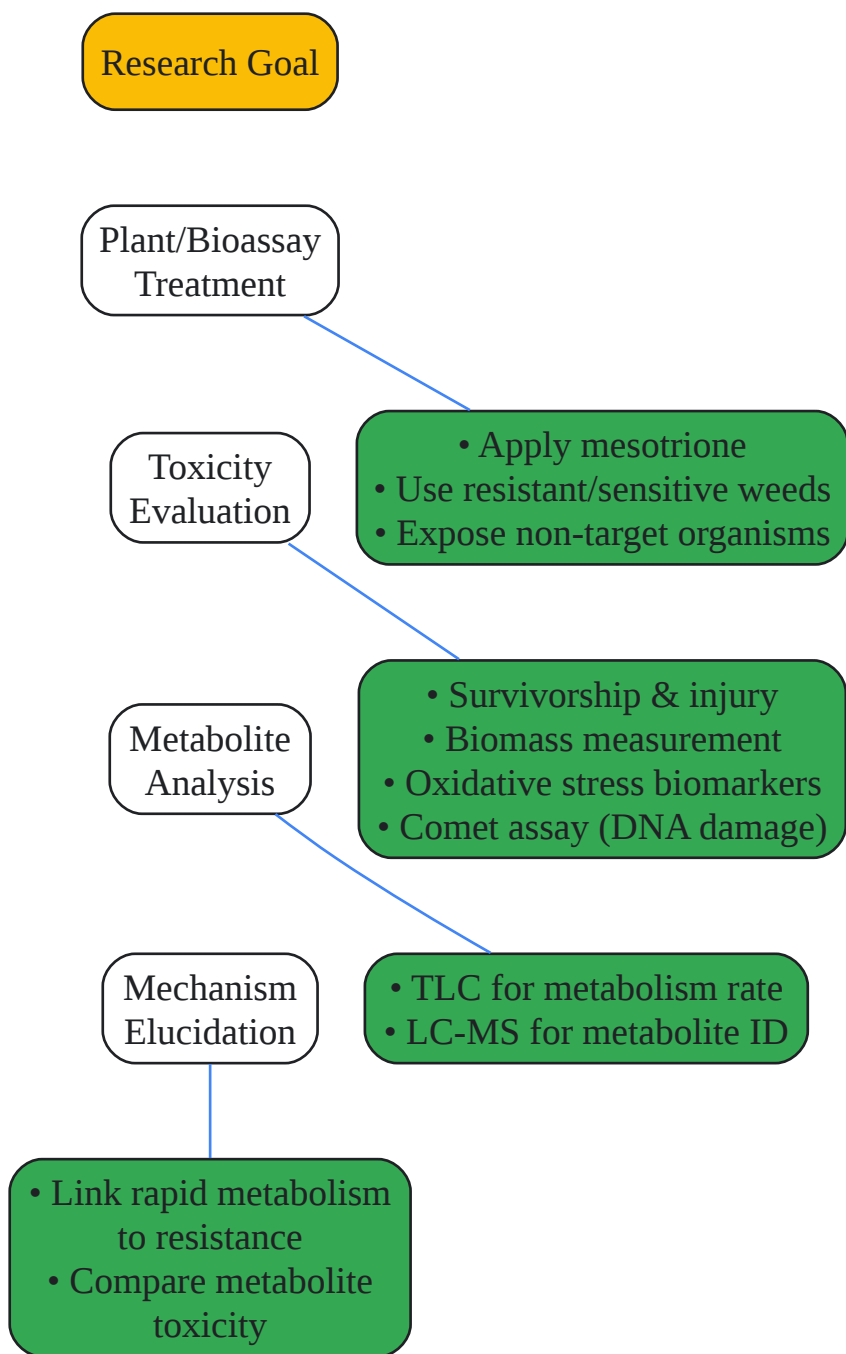 Research Goal
Plant/Bioassay
Treatment
• Apply mesotrione
• Use resistant/sensitive weeds
• Expose non-target organisms
Toxicity
Evaluation
• Survivorship & injury
• Biomass measurement
• Oxidative stress biomarkers
• Comet assay (DNA damage)
Metabolite
Analysis
• TLC for metabolism rate
• LC-MS for metabolite ID
Mechanism
Elucidation
• Link rapid metabolism
to resistance
• Compare metabolite
toxicity